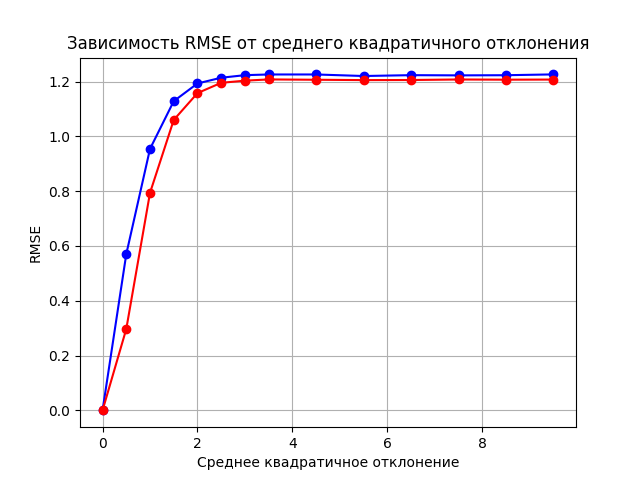 Зависимость RMSE от среднего квадратичного отклонения
1.2
1.0
0.8
0.6
0.4
0.2
0.0
RMSE
0 2 4 6 8
Среднее квадратичное отклонение